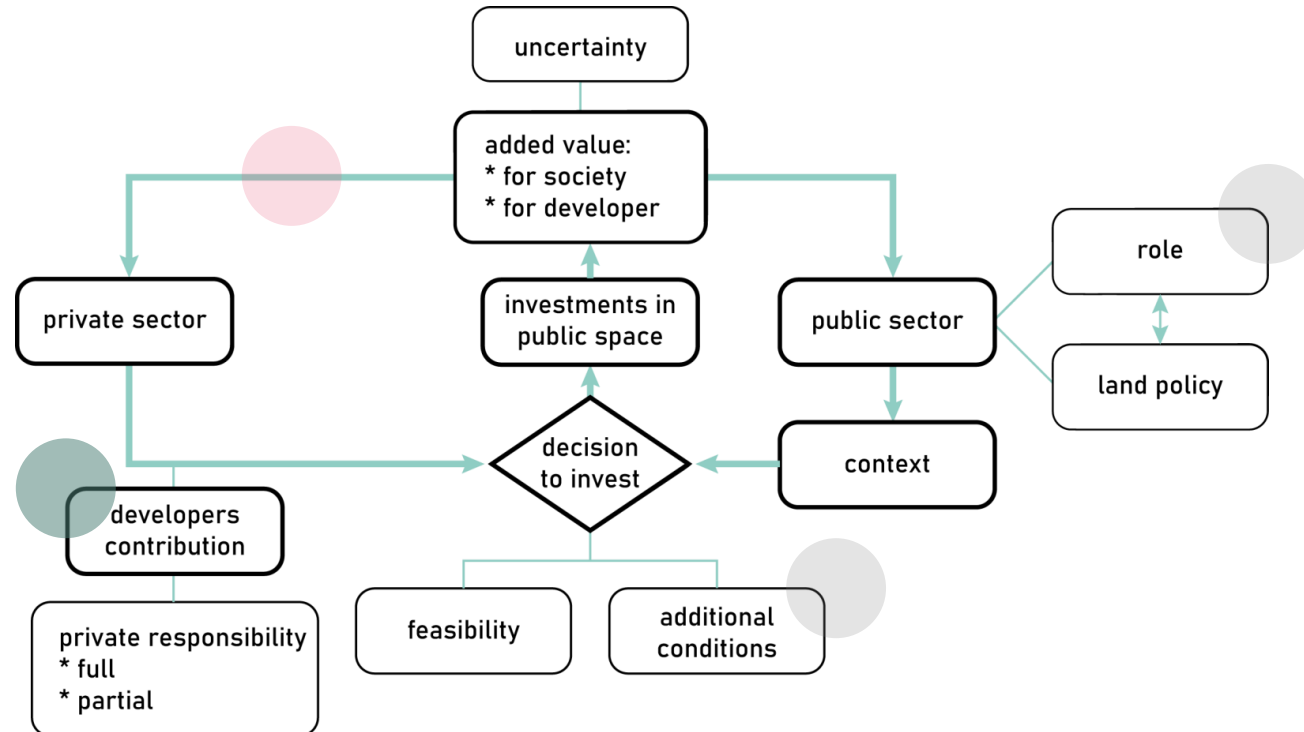 uncertainty
added value:
* for society
* for developer
role
private sector
investments in
public space
public sector
land policy
decision
to invest
context
developers
contribution
feasibility
additional
conditions
private responsibility
* full
* partial